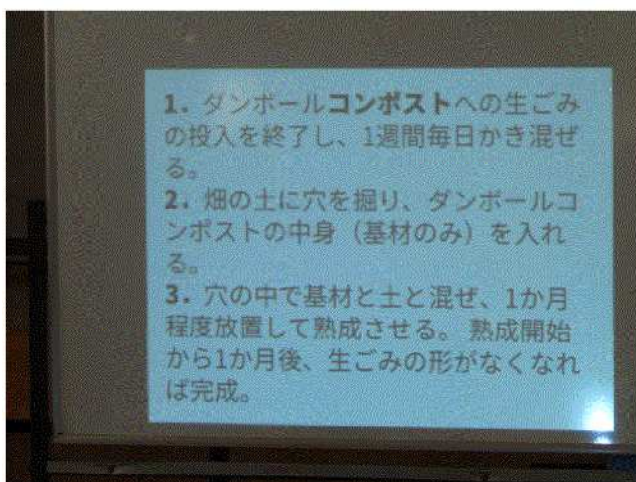 1. ダンボールコンポストへの生ごみ
の投入を終了し、1週間毎日かき混ぜ
る。
2. 畑の土に穴を掘り、ダンボールコ
ンポストの中身（基材のみ）を入れ
る。
3. 穴の中で基材と土と混ぜ、1か月
程度放置して熟成させる。 熟成開始
から1か月後、生ごみの形がなくなれ
ば完成。